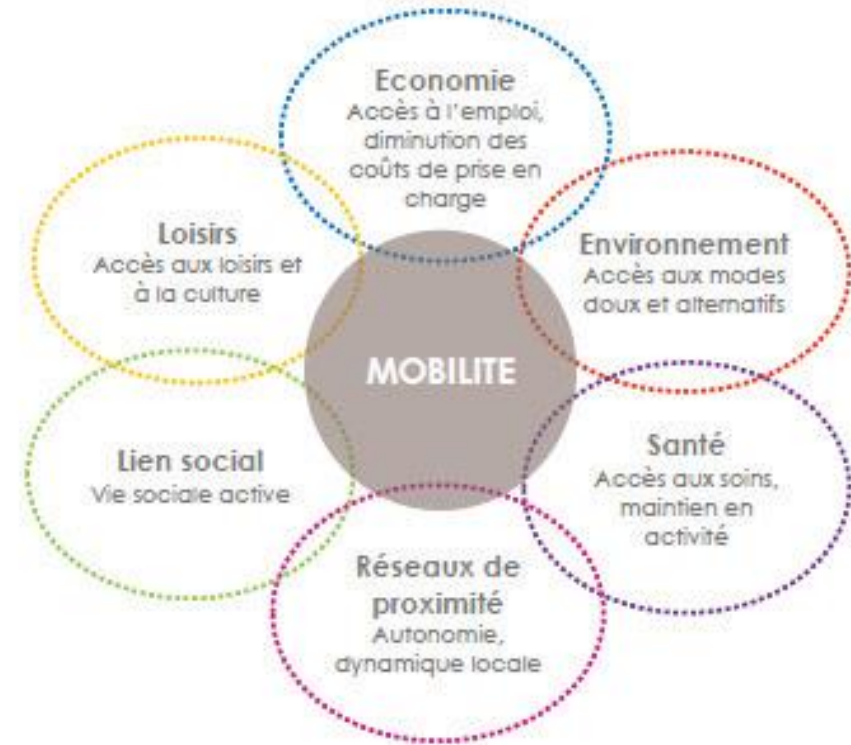 Economie
Accès à l'emploi,
diminution des
coûts de prise en
charge
Loisirs
Accès aux loisirs et
à la culture
Environnement
Accès aux modes
doux et alternatifs
MOBILITE
Lien social
Vie sociale active
Santé
Accès aux soins,
maintien en
activité
Réseaux de
proximité
Autonomie,
dynamique locale